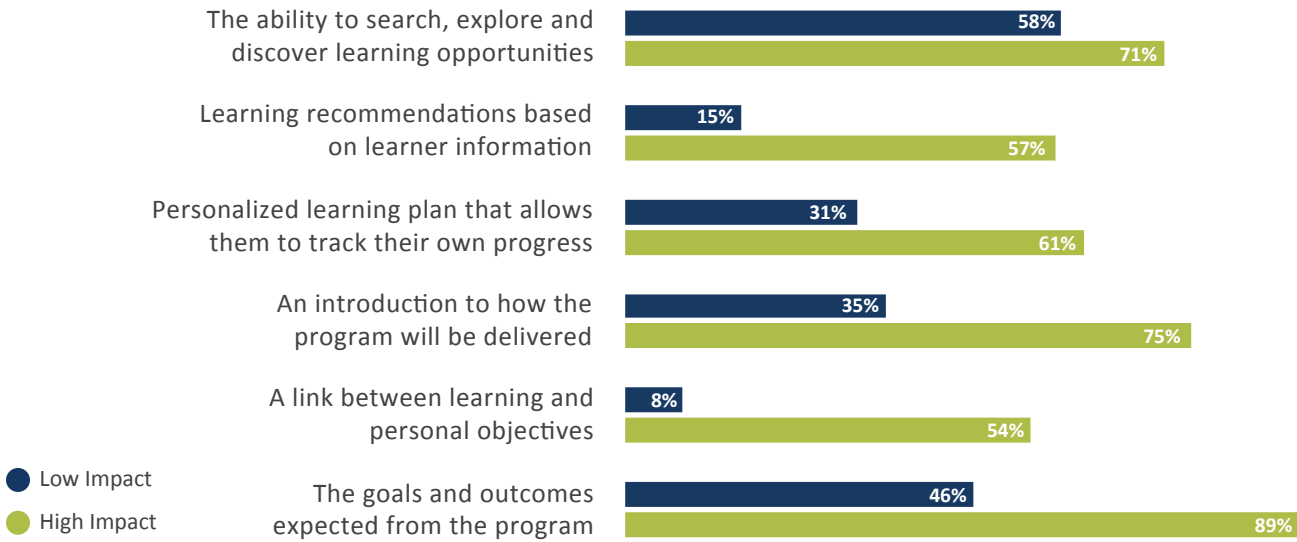 The ability to search, explore and
discover learning opportunities
58%
71%
Learning recommendations based
on learner information
15%
57%
Personalized learning plan that allows
them to track their own progress
31%
61%
An introduction to how the
program will be delivered
35%
75%
A link between learning and
personal objectives
8%
54%
The goals and outcomes
expected from the program
46%
89%
Low Impact
High Impact